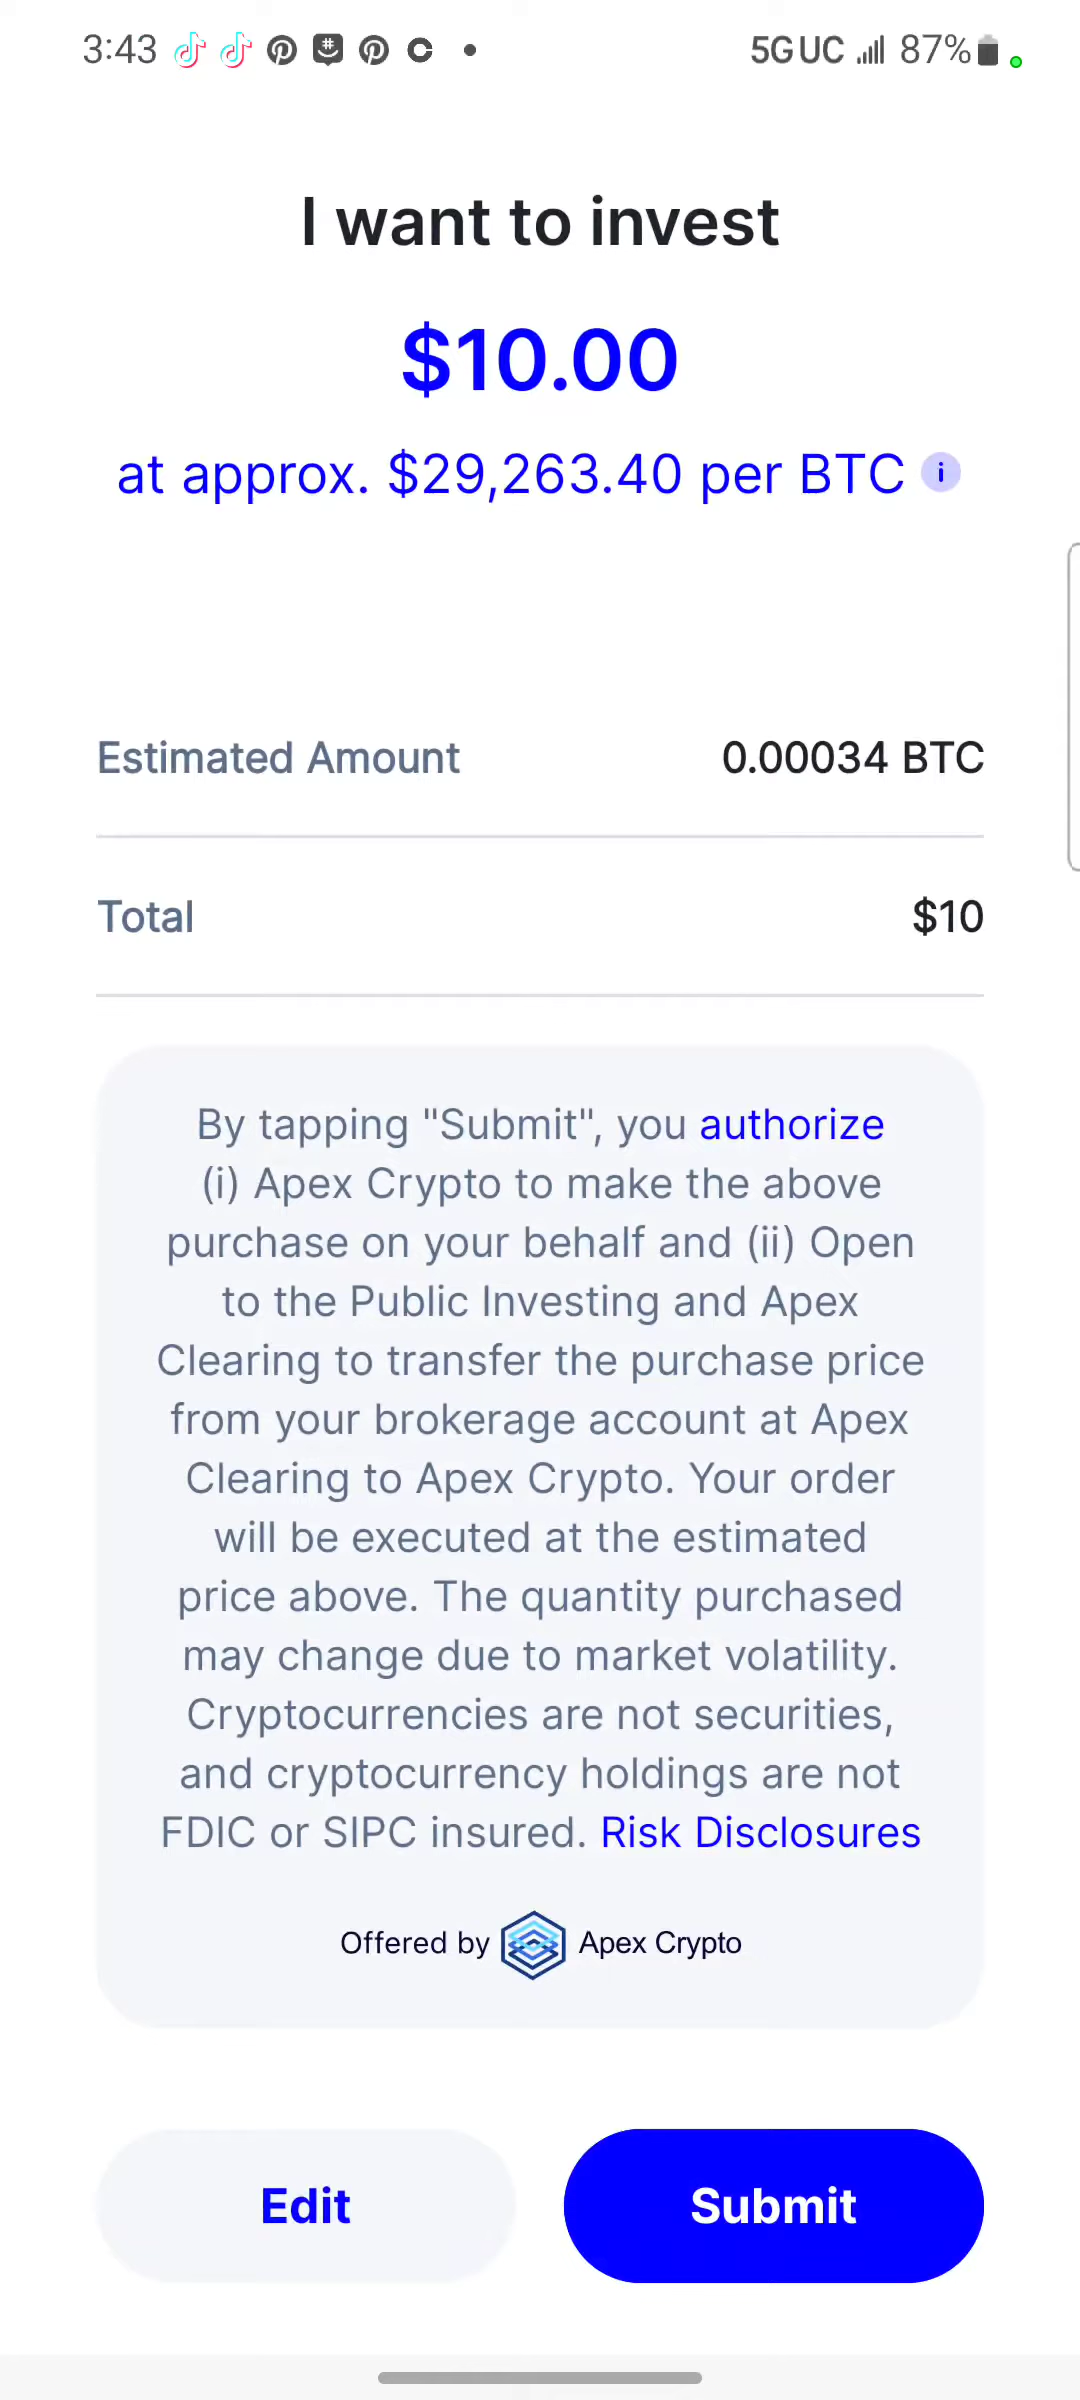 3:43
5G UC 87%
I want to invest
$10.00
at approx. $29,263.40 per BTC i
Estimated Amount 0.00034 BTC
Total $10
By tapping "Submit", you authorize
(i) Apex Crypto to make the above
purchase on your behalf and (ii) Open
to the Public Investing and Apex
Clearing to transfer the purchase price
from your brokerage account at Apex
Clearing to Apex Crypto. Your order
will be executed at the estimated
price above. The quantity purchased
may change due to market volatility.
Cryptocurrencies are not securities,
and cryptocurrency holdings are not
FDIC or SIPC insured. Risk Disclosures
Offered by Apex Crypto
Edit Submit